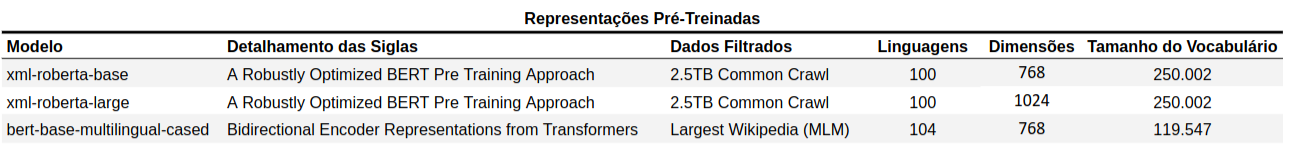 Representações Pré-Treinadas
Modelo Detalhamento das Siglas Dados Filtrados Linguagens Dimensões Tamanho do Vocabulário
xml-roberta-base A Robustly Optimized BERT Pre Training Approach 2.5TB Common Crawl 100 768 250.002
xml-roberta-large A Robustly Optimized BERT Pre Training Approach 2.5TB Common Crawl 100 1024 250.002
bert-base-multilingual-cased Bidirectional Encoder Representations from Transformers Largest Wikipedia (MLM) 104 768 119.547